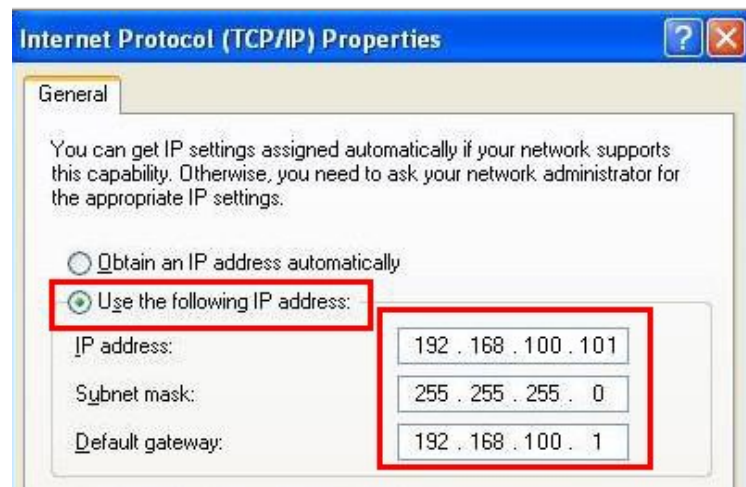 Internet Protocol (TCP/IP) Properties
General
You can get IP settings assigned automatically if your network supports
this capability. Otherwise, you need to ask your network administrator for
the appropriate IP settings.
Obtain an IP address automatically
Use the following IP address:
IP address: 192 . 168 . 100 . 101
Subnet mask: 255 . 255 . 255 . 0
Default gateway: 192 . 168 . 100 . 1